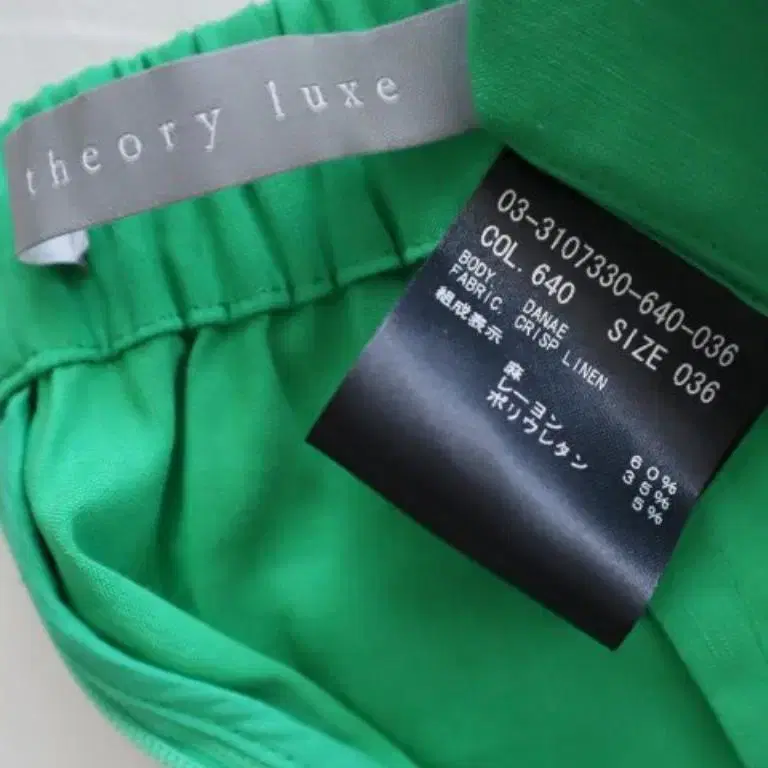 theory luxe
03-3107330-640-036
COL. 640 SIZE 036
BODY. DANAE
FABRIC. CRISP LINEN
組成表示
麻 60%
レーヨン 35%
ポリウレタン 5%